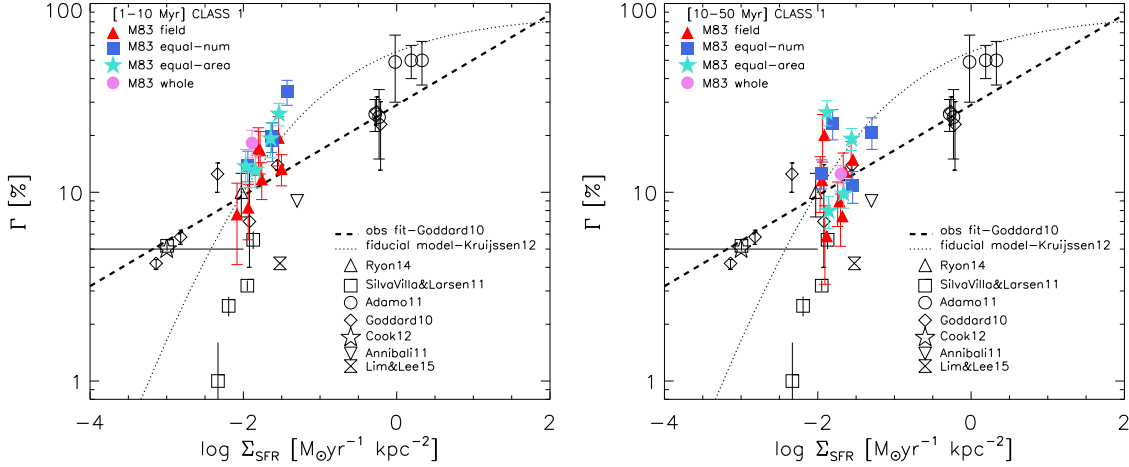 [1-10 Myr] CLASS 1
M83 field
M83 equal-num
M83 equal-area
M83 whole
100
10
1
Γ [%]
obs fit-Goddard10
fiducial model-Kruijssen12
Ryon14
SilvaVilla&Larsen11
Adamo11
Goddard10
Cook12
Annibali11
Lim&Lee15
-4 -2 0 2
log Σ_SFR [M_⊙yr⁻¹ kpc⁻²]
[10-50 Myr] CLASS 1
M83 field
M83 equal-num
M83 equal-area
M83 whole
100
10
1
Γ [%]
obs fit-Goddard10
fiducial model-Kruijssen12
Ryon14
SilvaVilla&Larsen11
Adamo11
Goddard10
Cook12
Annibali11
Lim&Lee15
-4 -2 0 2
log Σ_SFR [M_⊙yr⁻¹ kpc⁻²]